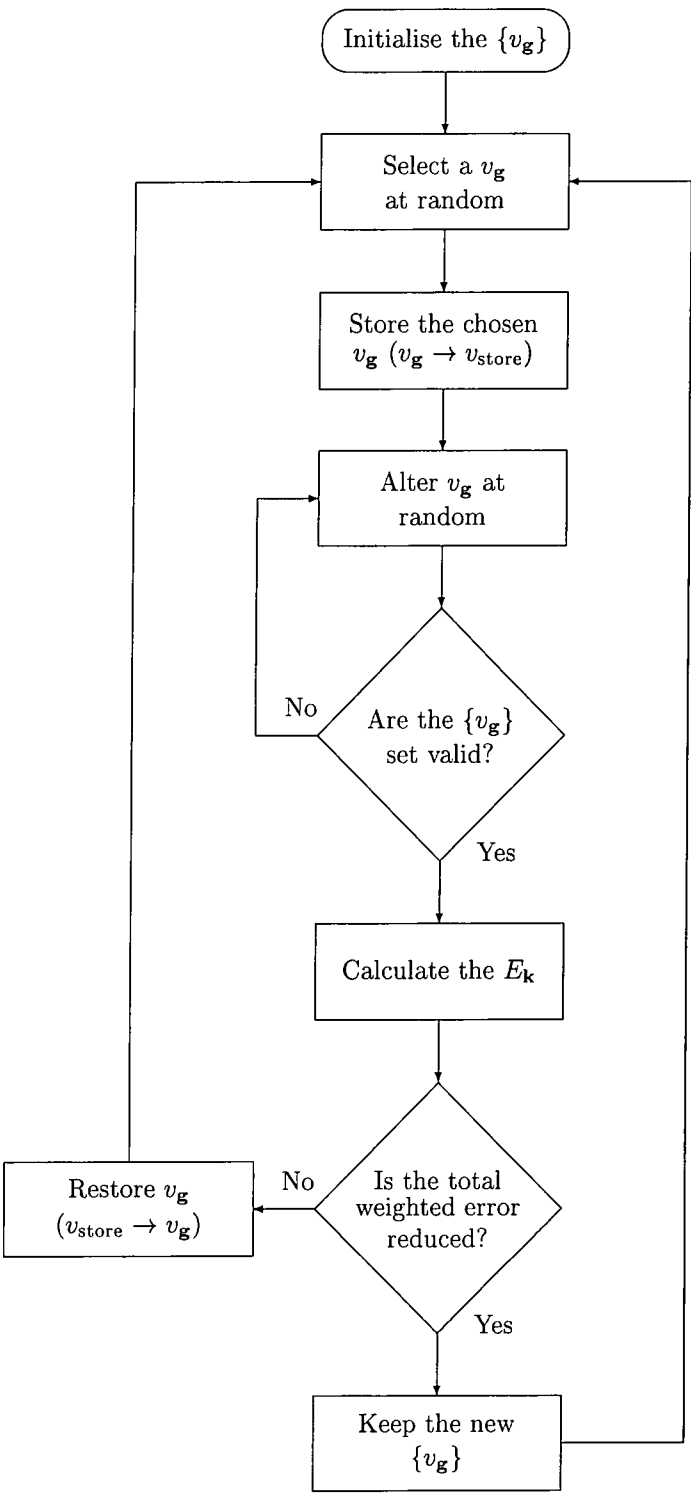 Initialise the {v_g}
Select a v_g
at random
Store the chosen
v_g (v_g → v_store)
Alter v_g at
random
No
Are the {v_g}
set valid?
Yes
Calculate the E_k
Restore v_g
(v_store → v_g)
No
Is the total
weighted error
reduced?
Yes
Keep the new
{v_g}